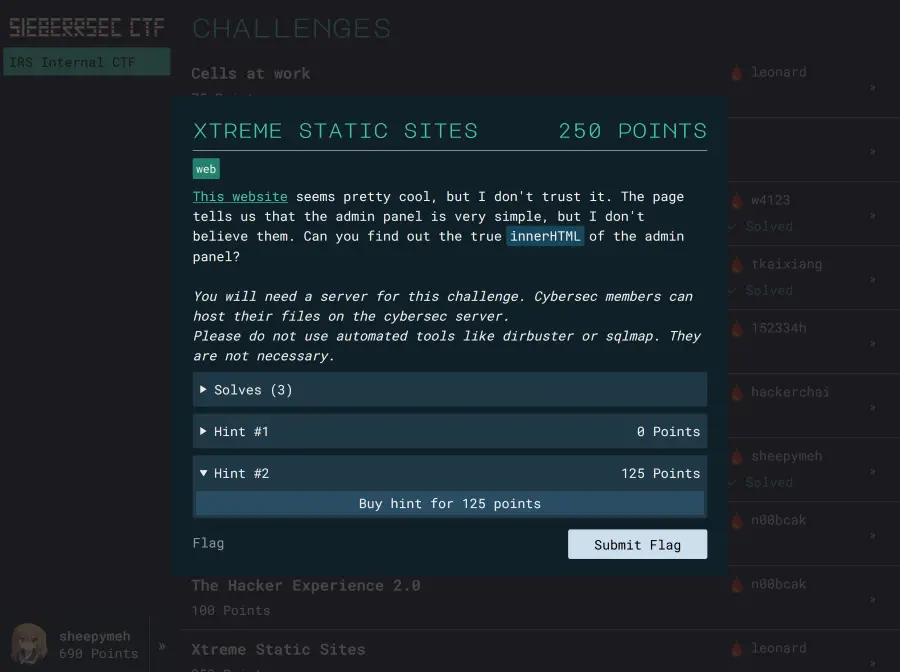 SIEBERRSEC CTF
CHALLENGES
IRS Internal CTF
Cells at work
leonard
XTREME STATIC SITES 250 POINTS
web
This website seems pretty cool, but I don't trust it. The page
tells us that the admin panel is very simple, but I don't
believe them. Can you find out the true innerHTML of the admin
panel?
You will need a server for this challenge. Cybersec members can
host their files on the cybersec server.
Please do not use automated tools like dirbuster or sqlmap. They
are not necessary.
▶ Solves (3)
▶ Hint #1 0 Points
▼ Hint #2 125 Points
Buy hint for 125 points
Flag Submit Flag
w4123
Solved
tkaixiang
Solved
152334h
hackerchai
sheepymeh
Solved
n00bcak
The Hacker Experience 2.0 n00bcak
100 Points
Xtreme Static Sites leonard
sheepymeh
690 Points
»